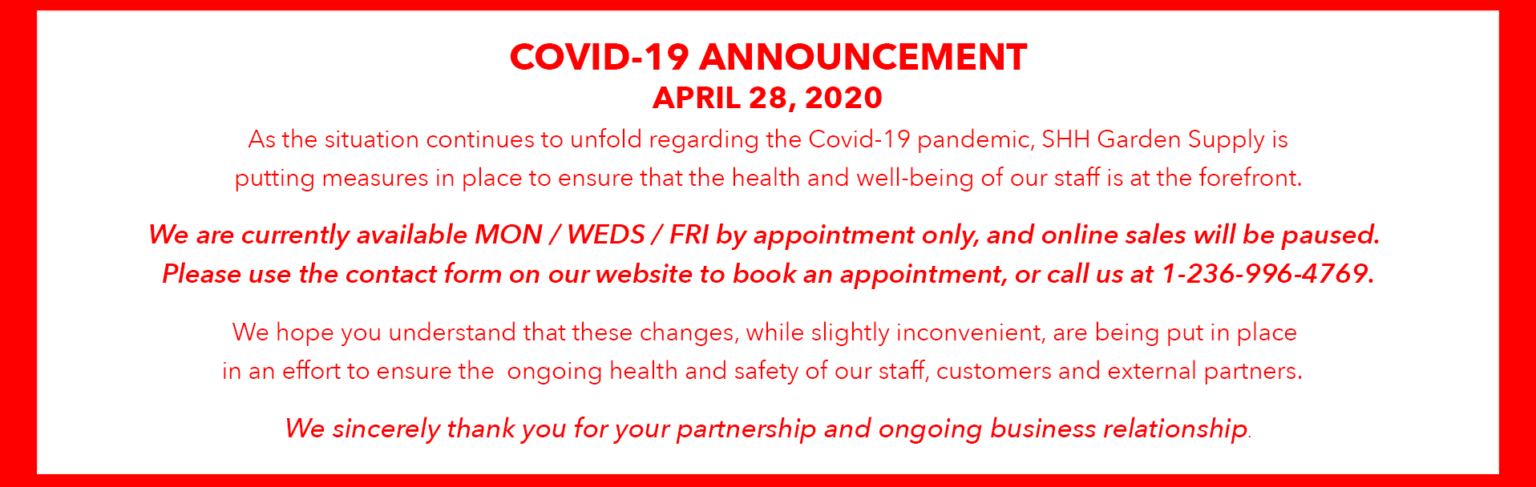 COVID-19 ANNOUNCEMENT
APRIL 28, 2020
As the situation continues to unfold regarding the Covid-19 pandemic, SHH Garden Supply is
putting measures in place to ensure that the health and well-being of our staff is at the forefront.
We are currently available MON / WEDS / FRI by appointment only, and online sales will be paused.
Please use the contact form on our website to book an appointment, or call us at 1-236-996-4769.
We hope you understand that these changes, while slightly inconvenient, are being put in place
in an effort to ensure the  ongoing health and safety of our staff, customers and external partners.
We sincerely thank you for your partnership and ongoing business relationship.